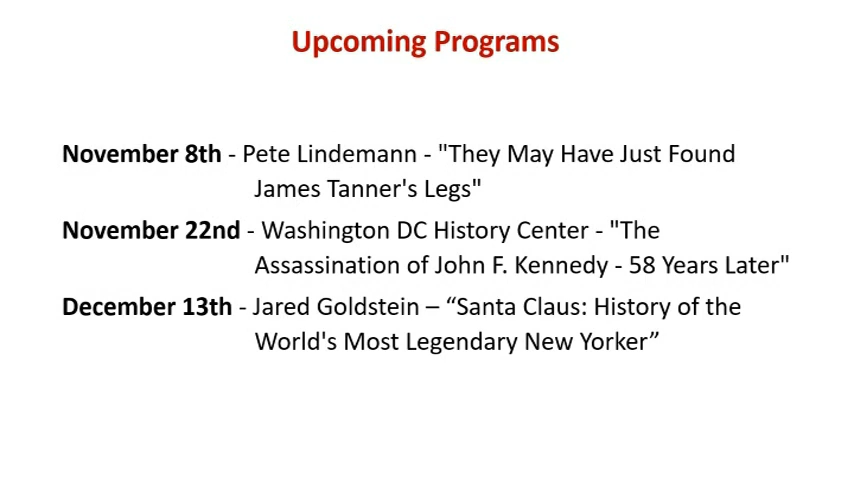 Upcoming Programs
November 8th - Pete Lindemann - "They May Have Just Found
James Tanner's Legs"
November 22nd - Washington DC History Center - "The
Assassination of John F. Kennedy - 58 Years Later"
December 13th - Jared Goldstein – “Santa Claus: History of the
World's Most Legendary New Yorker”